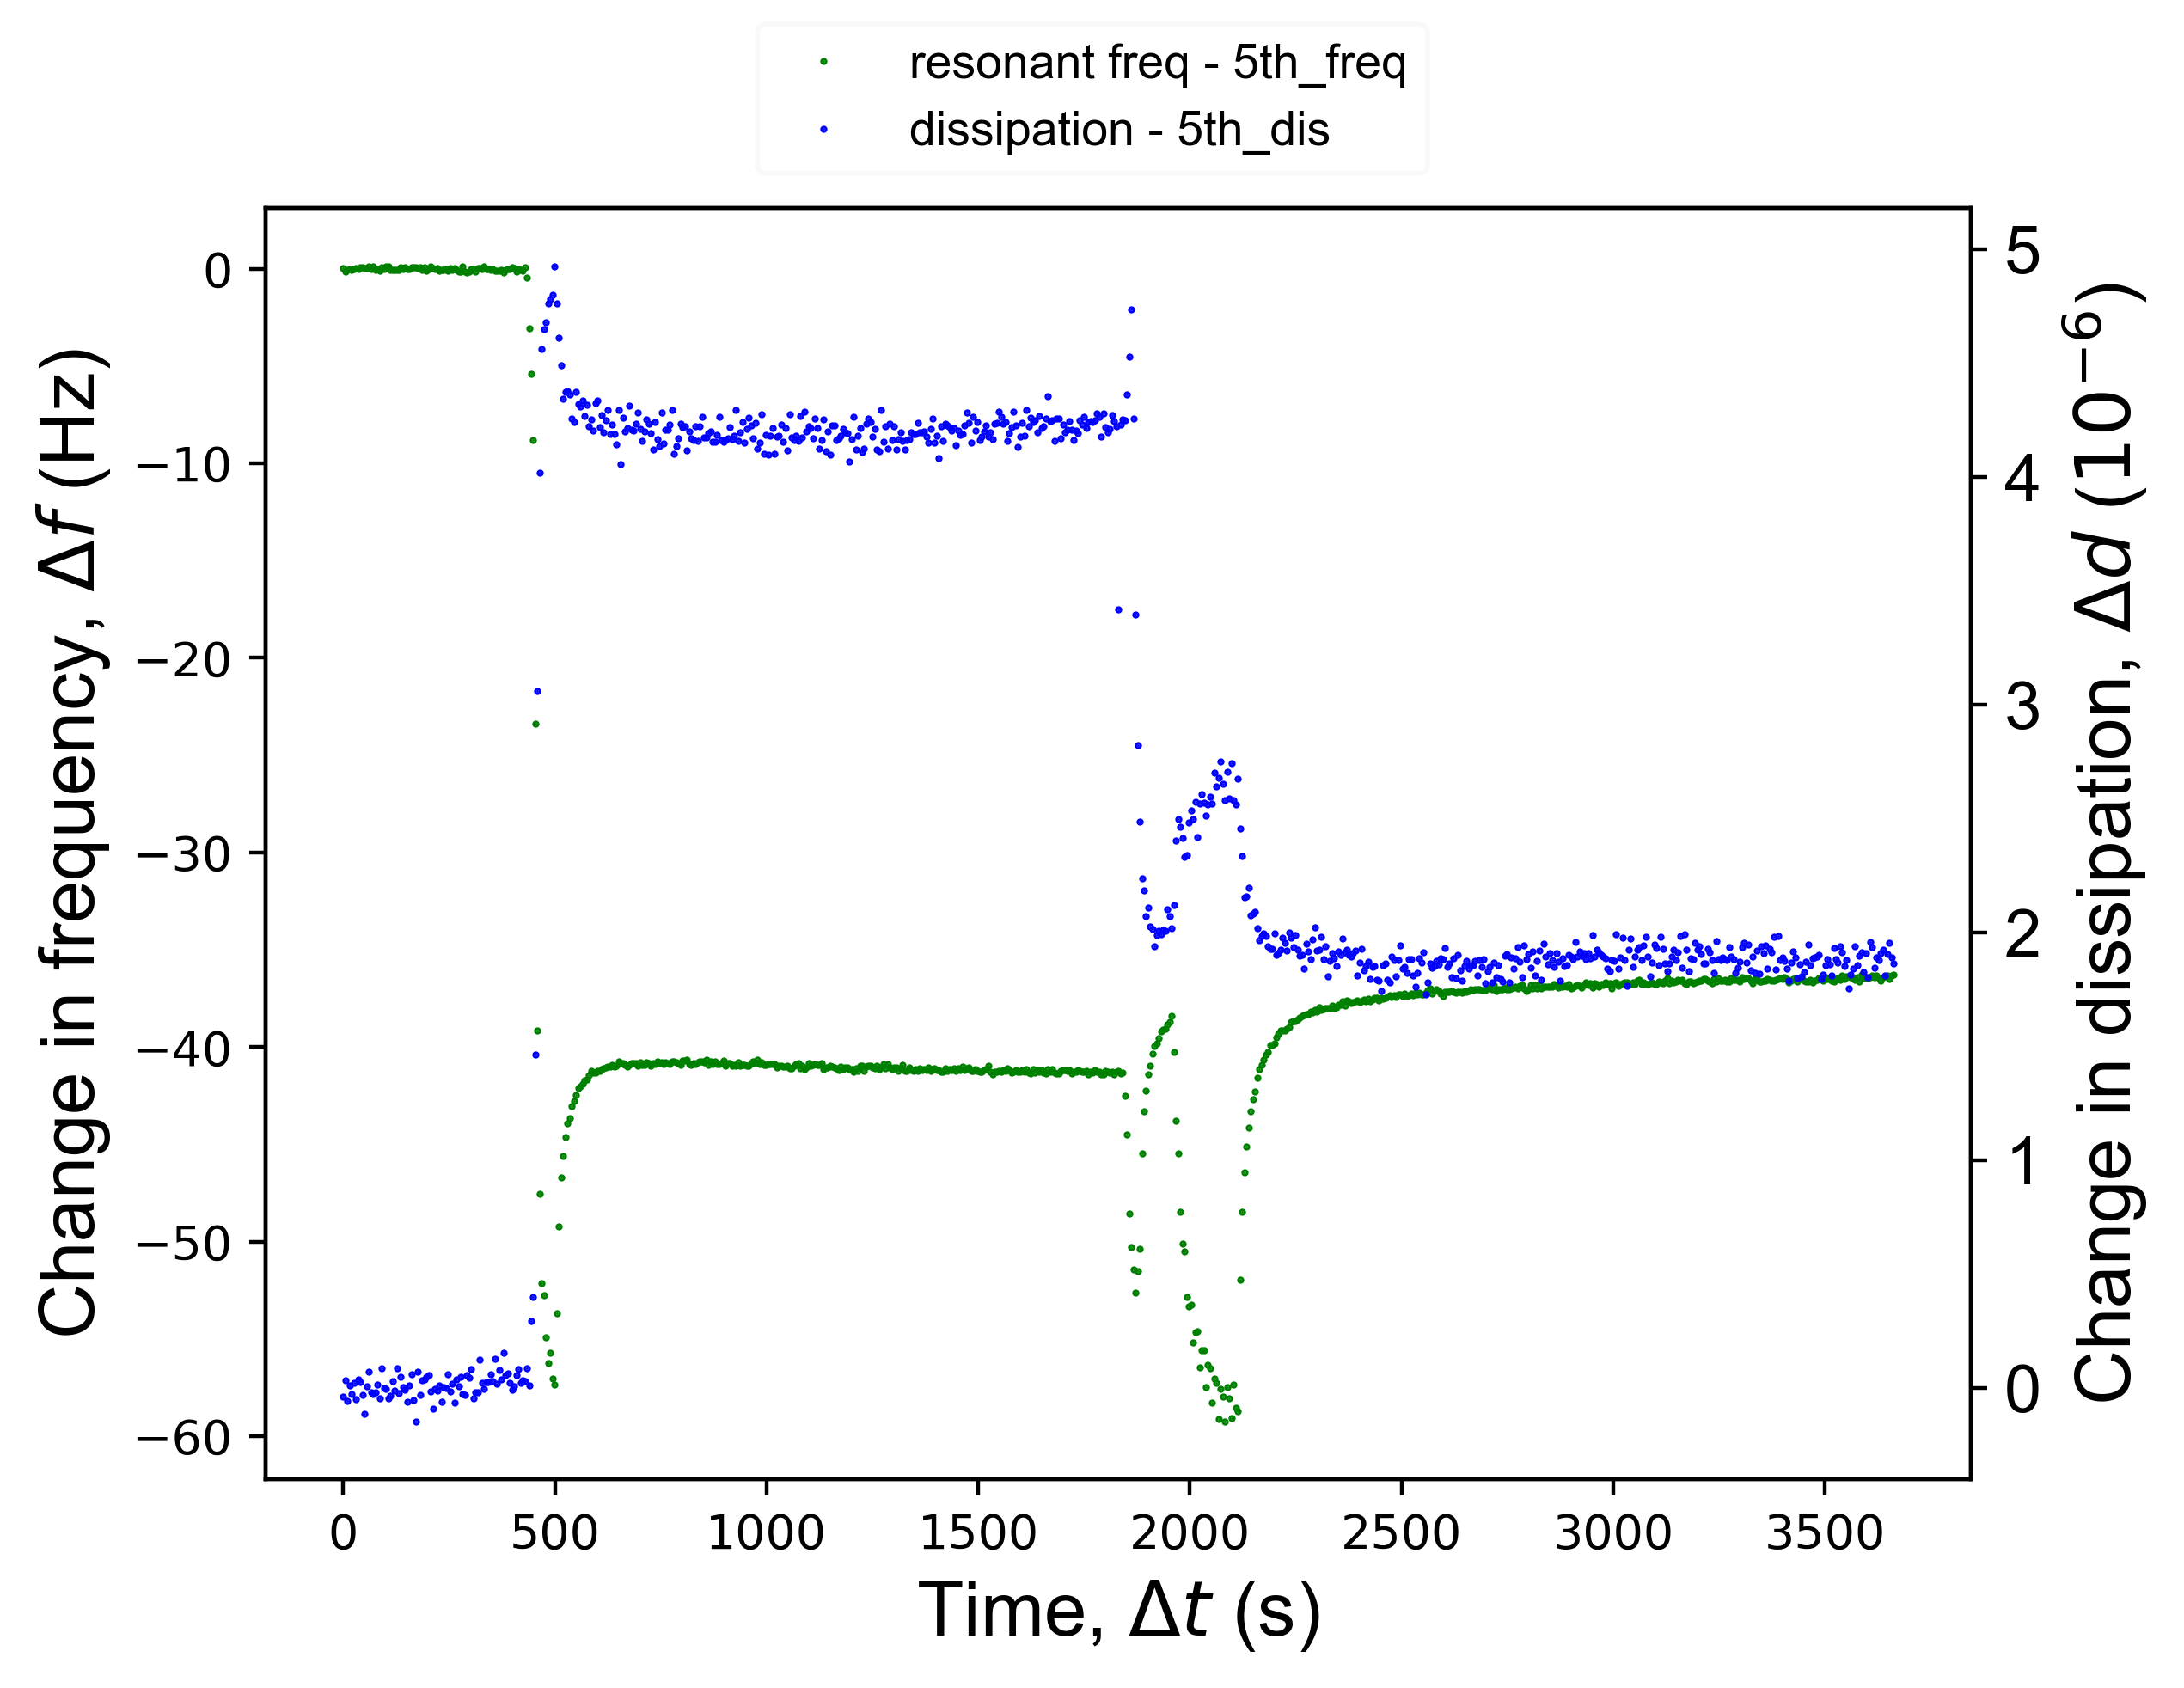 resonant freq - 5th_freq
dissipation - 5th_dis
Change in frequency, Δf (Hz)
0
−10
−20
−30
−40
−50
−60
5
4
3
2
1
0
Change in dissipation, Δd (10⁻⁶)
0 500 1000 1500 2000 2500 3000 3500
Time, Δt (s)